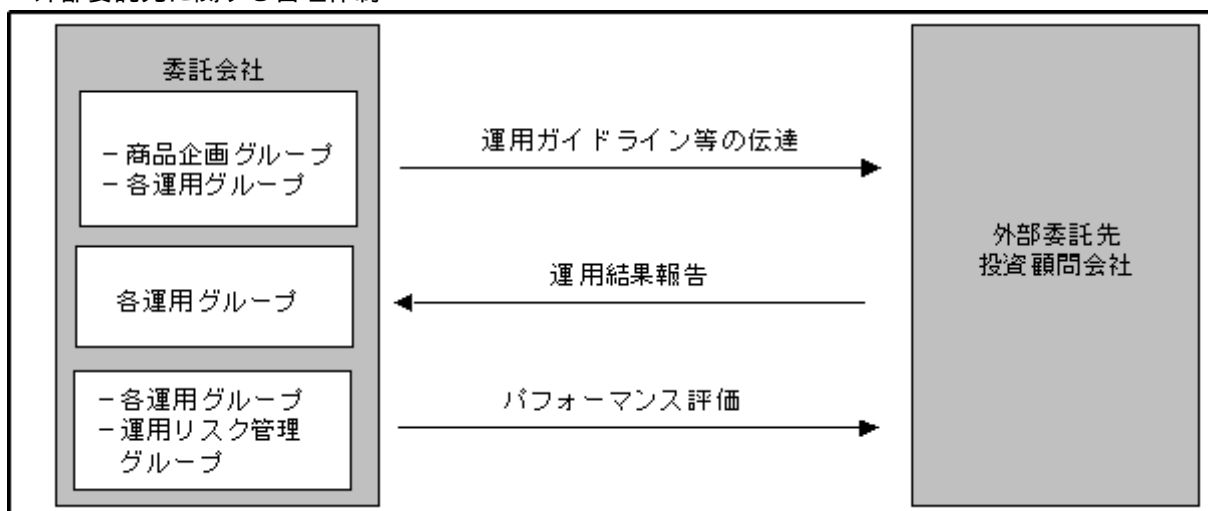 委託会社
－商品企画グループ
－各運用グループ
運用ガイドライン等の伝達
各運用グループ
運用結果報告
－各運用グループ
－運用リスク管理
グループ
パフォーマンス評価
外部委託先
投資顧問会社